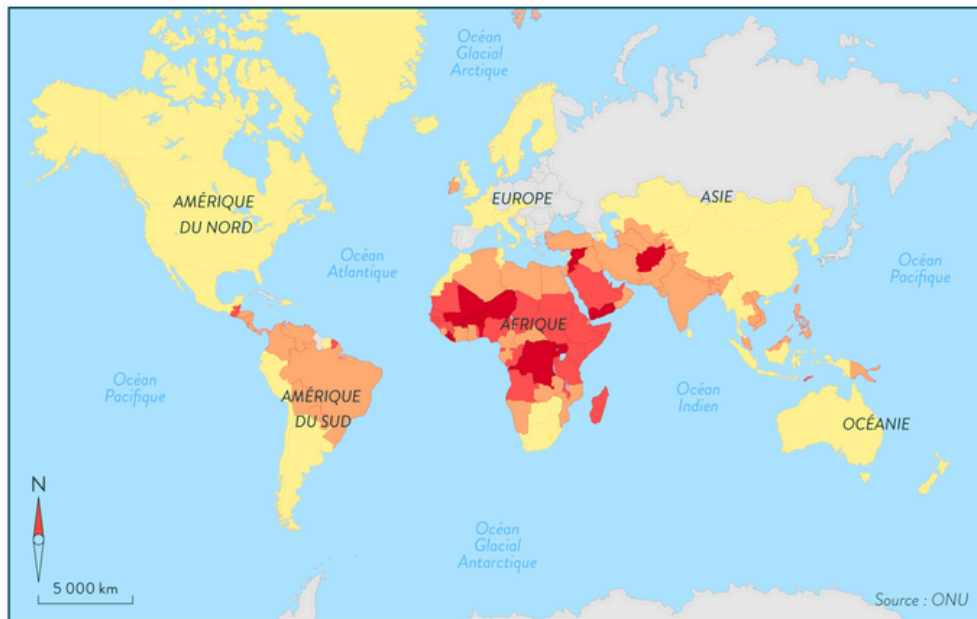 Océan
Glacial
Arctique
AMÉRIQUE
DU NORD
EUROPE
ASIE
Océan
Atlantique
Océan
Pacifique
AFRIQUE
Océan
Pacifique
AMÉRIQUE
DU SUD
Océan
Indien
OCÉANIE
N
Océan
Glacial
Antarctique
5 000 km
Source : ONU